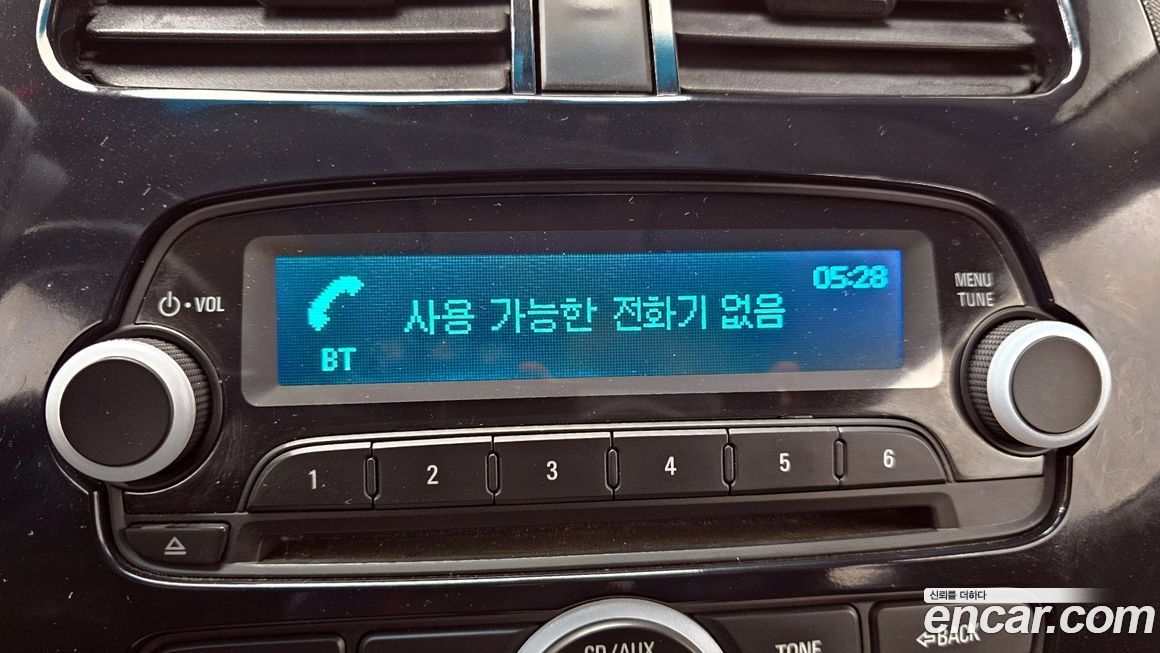 05:28
사용 가능한 전화기 없음
BT
VOL
MENU
TUNE
1 2 3 4 5 6
신뢰를 더하다
encar.com
CD/AUX
TONE
BACK